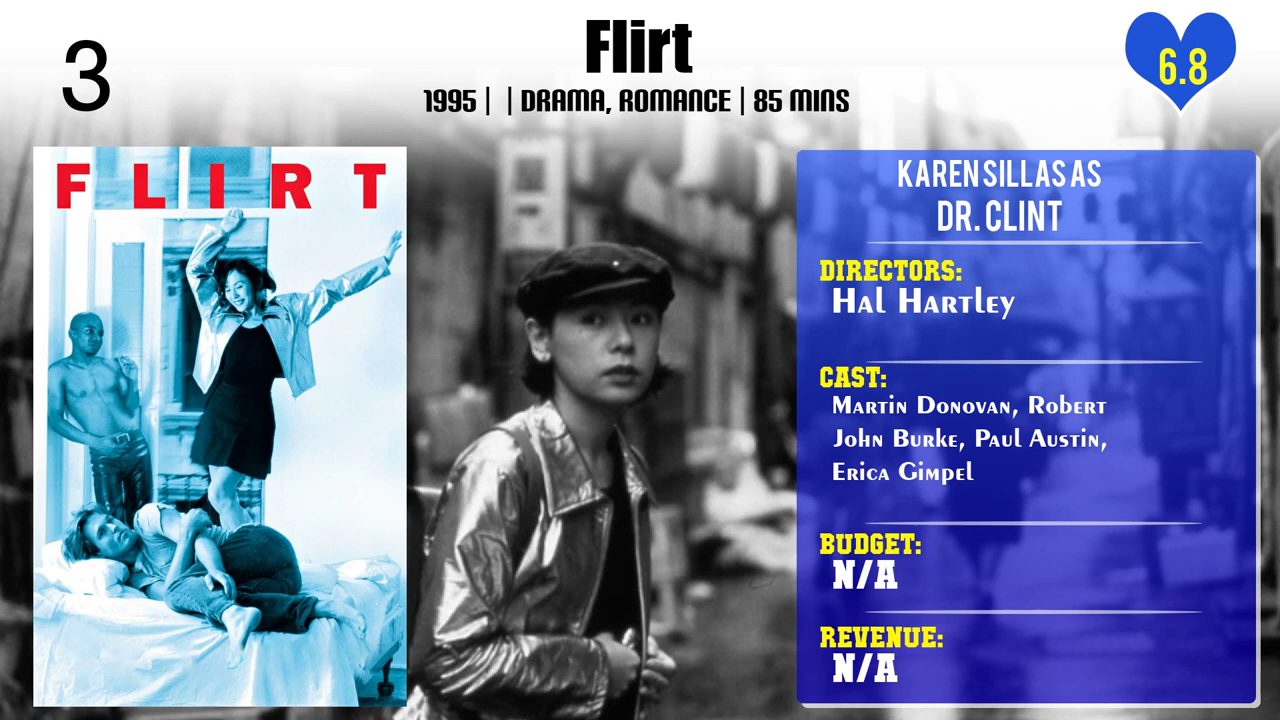 3
Flirt
1995 | | DRAMA, ROMANCE | 85 MINS
6.8
FLIRT
KAREN SILLAS AS
DR. CLINT
DIRECTORS:
Hal Hartley
CAST:
Martin Donovan, Robert
John Burke, Paul Austin,
Erica Gimpel
BUDGET:
N/A
REVENUE:
N/A